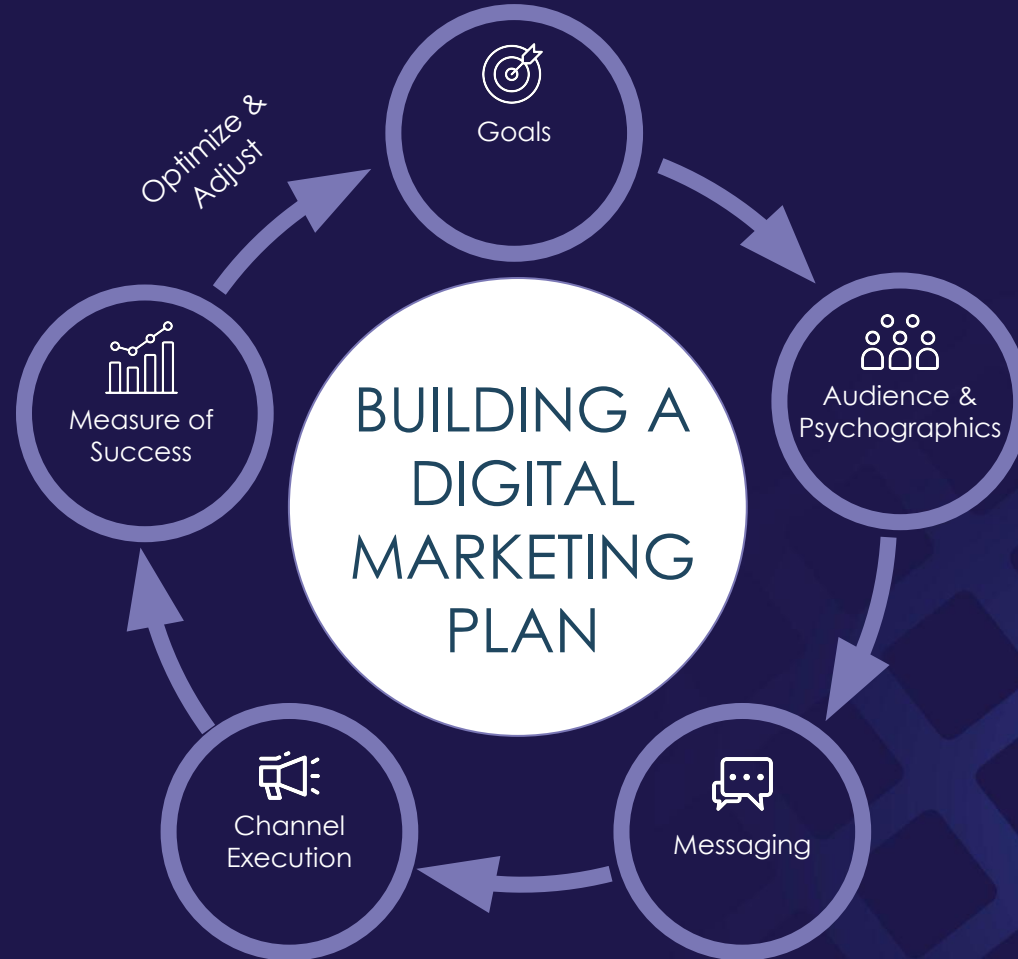 Optimize &
Adjust
Goals
Audience &
Psychographics
Messaging
Channel
Execution
Measure of
Success
BUILDING A
DIGITAL
MARKETING
PLAN